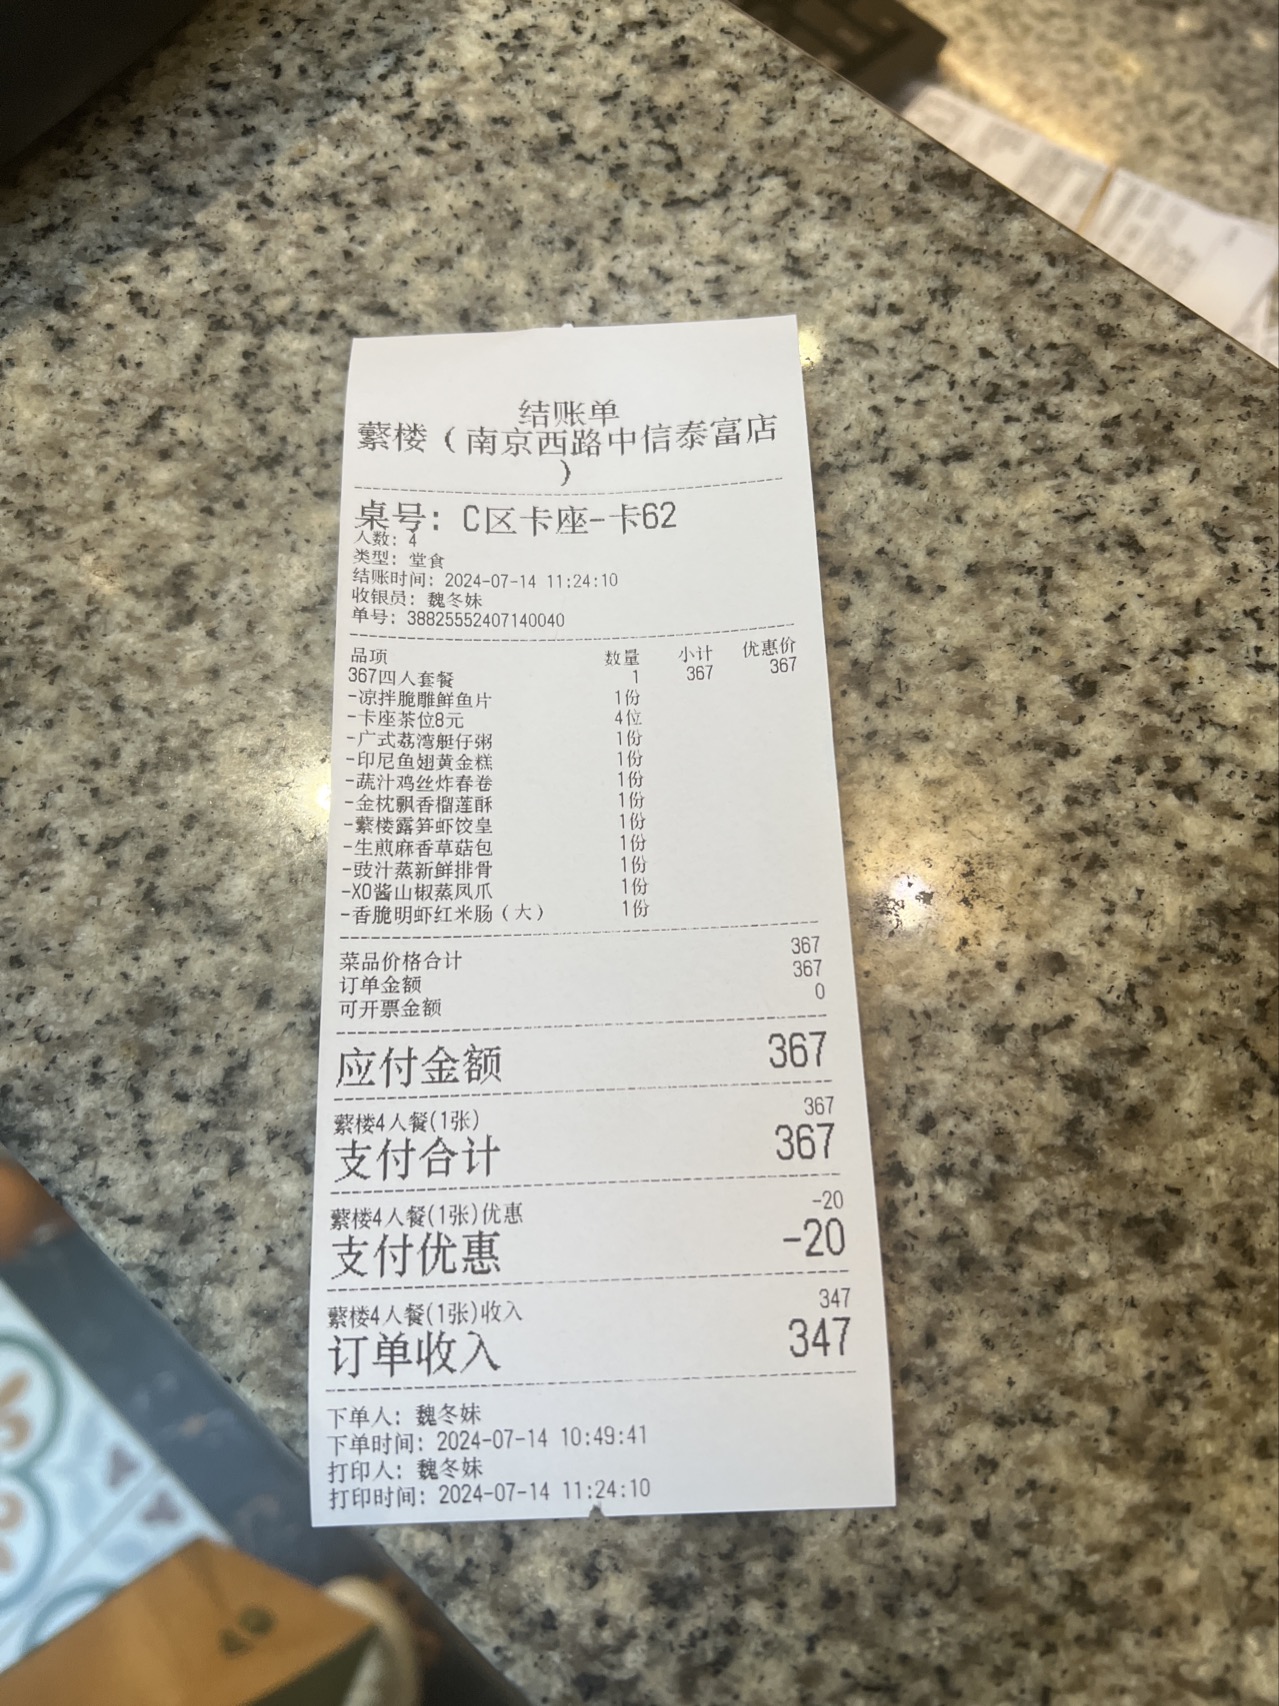 结账单
蘩楼（南京西路中信泰富店
）
桌号: C区卡座-卡62
人数: 4
类型: 堂食
结账时间: 2024-07-14 11:24:10
收银员: 魏冬妹
单号: 38825552407140040
品项 数量 小计 优惠价
367四人套餐 1 367 367
-凉拌脆雕鲜鱼片 1份
-卡座茶位8元 4位
-广式荔湾艇仔粥 1份
-印尼鱼翅黄金糕 1份
-蔬汁鸡丝炸春卷 1份
-金枕飘香榴莲酥 1份
-蘩楼露笋虾饺皇 1份
-生煎麻香草菇包 1份
-豉汁蒸新鲜排骨 1份
-XO酱山椒蒸凤爪 1份
-香脆明虾红米肠（大） 1份
菜品价格合计 367
订单金额 367
可开票金额 0
应付金额 367
蘩楼4人餐(1张) 367
支付合计 367
蘩楼4人餐(1张)优惠 -20
支付优惠 -20
蘩楼4人餐(1张)收入 347
订单收入 347
下单人: 魏冬妹
下单时间: 2024-07-14 10:49:41
打印人: 魏冬妹
打印时间: 2024-07-14 11:24:10